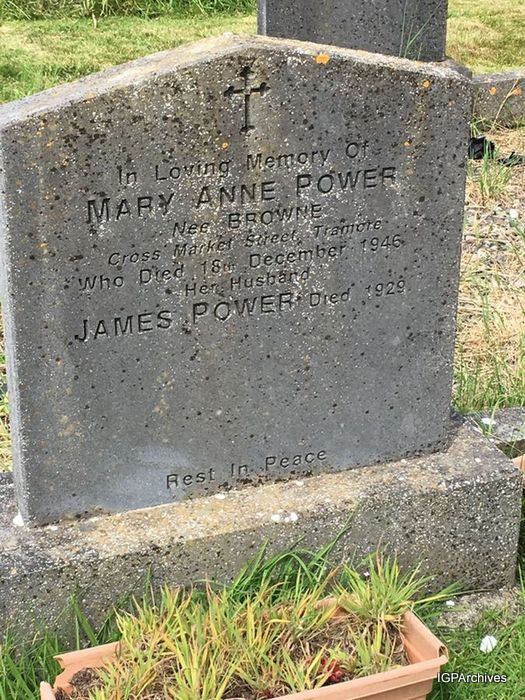 In Loving Memory Of
MARY ANNE POWER
Nee BROWNE
Cross Market Street, Tramore
Who Died 18th December 1946
Her Husband
JAMES POWER Died 1929
Rest In Peace
IGPArchives